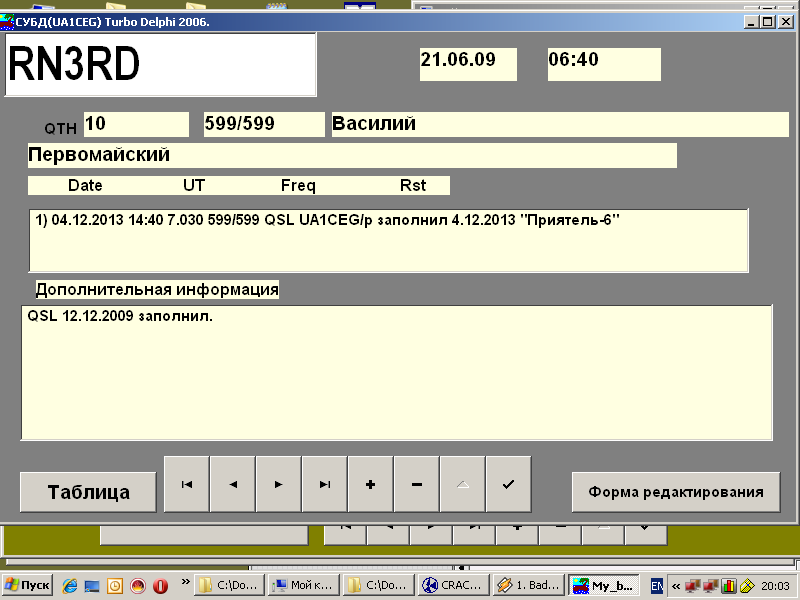 СУБД(UA1CEG) Turbo Delphi 2006.
RN3RD
21.06.09 06:40
QTH 10 599/599 Василий
Первомайский
Date UT Freq Rst
1) 04.12.2013 14:40 7.030 599/599 QSL UA1CEG/p заполнил 4.12.2013 "Приятель-6"
Дополнительная информация
QSL 12.12.2009 заполнил.
Таблица
Форма редактирования
Пуск » C:\Do... Мой к... C:\Do... CRAC... 1. Bad... My_b... EN « 20:03